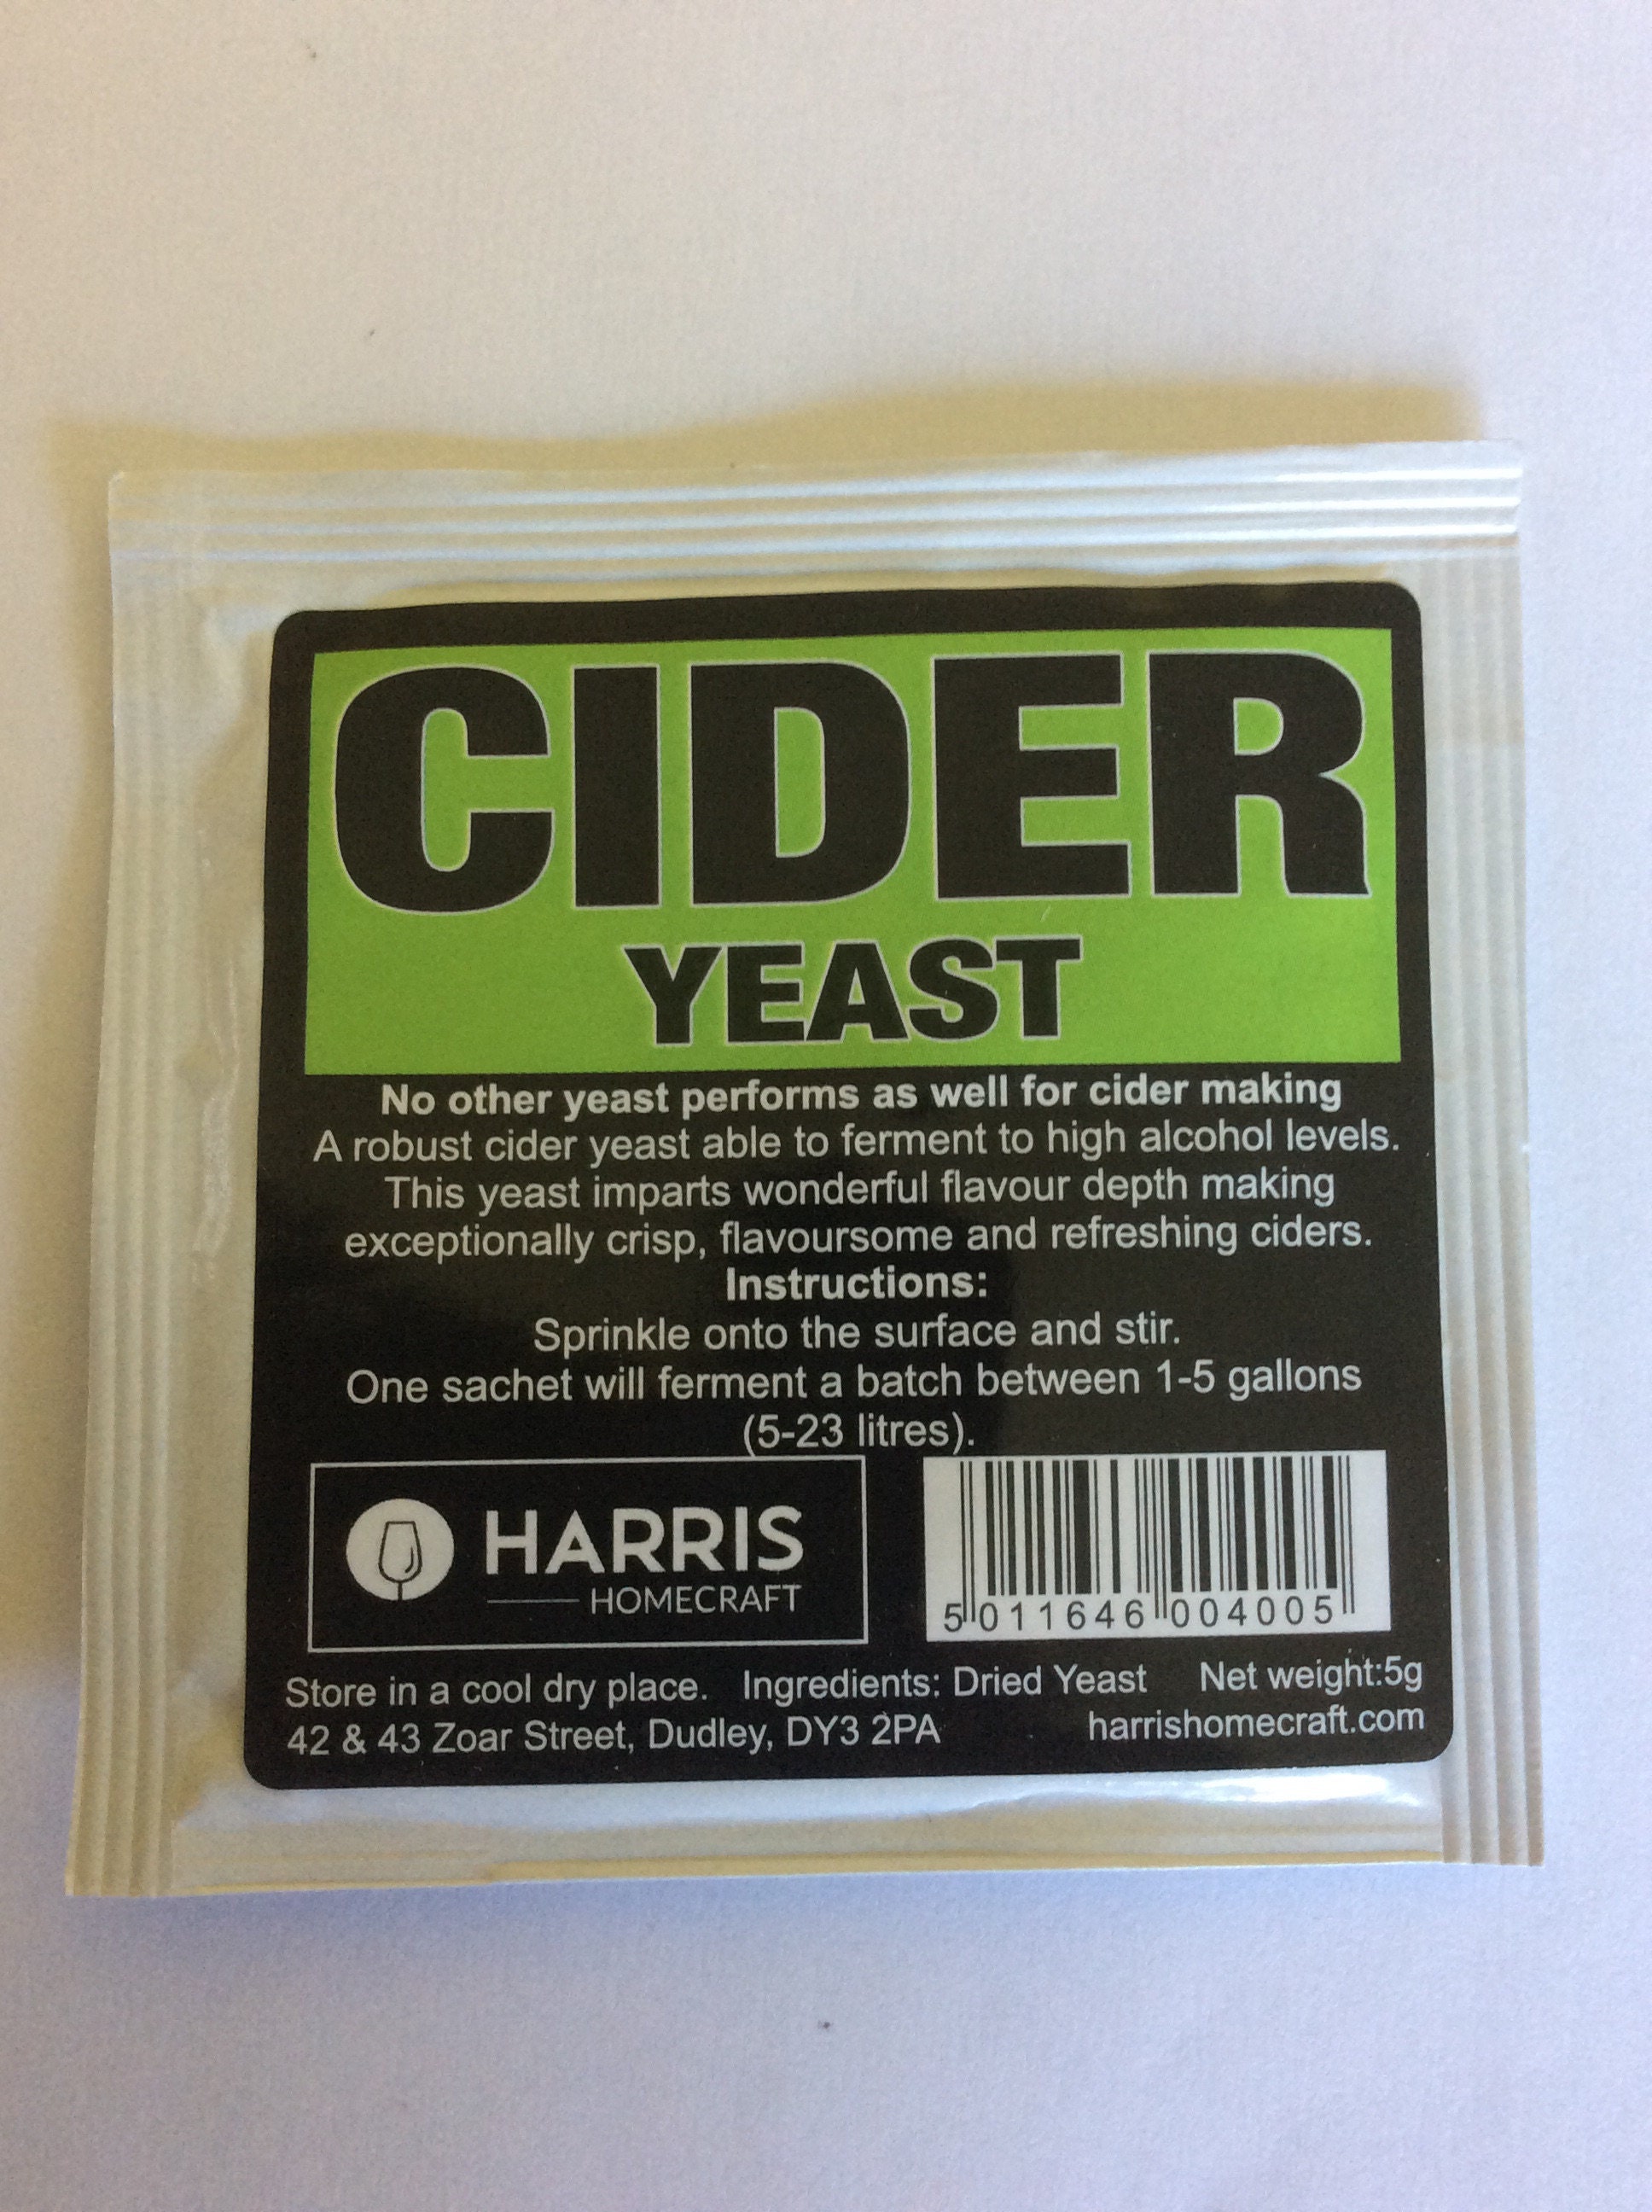 CIDER
YEAST
No other yeast performs as well for cider making
A robust cider yeast able to ferment to high alcohol levels.
This yeast imparts wonderful flavour depth making
exceptionally crisp, flavoursome and refreshing ciders.
Instructions:
Sprinkle onto the surface and stir.
One sachet will ferment a batch between 1-5 gallons
(5-23 litres).
HARRIS
HOMECRAFT
5 011646 004005
Store in a cool dry place. Ingredients: Dried Yeast Net weight:5g
42 & 43 Zoar Street, Dudley, DY3 2PA harrishomecraft.com